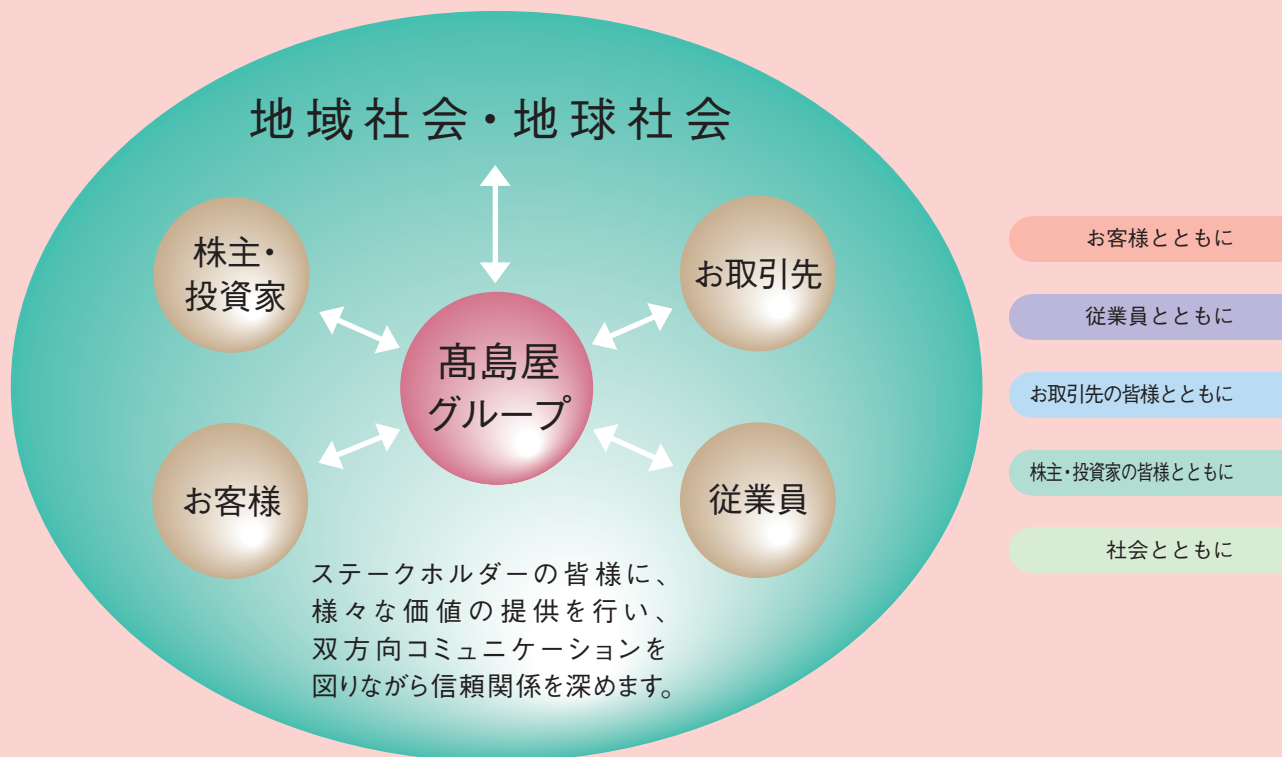 地域社会・地球社会
株主・
投資家
お取引先
髙島屋
グループ
お客様
従業員
ステークホルダーの皆様に、
様々な価値の提供を行い、
双方向コミュニケーションを
図りながら信頼関係を深めます。
お客様とともに
従業員とともに
お取引先の皆様とともに
株主・投資家の皆様とともに
社会とともに